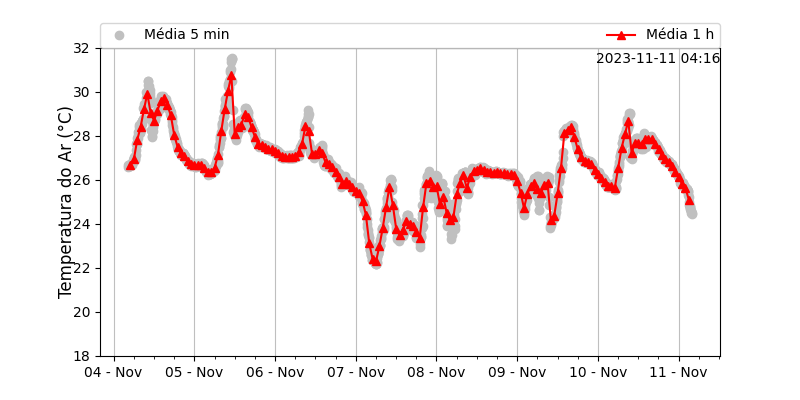 Média 5 min
Média 1 h
2023-11-11 04:16
Temperatura do Ar (°C)
32
30
28
26
24
22
20
18
04 - Nov
05 - Nov
06 - Nov
07 - Nov
08 - Nov
09 - Nov
10 - Nov
11 - Nov